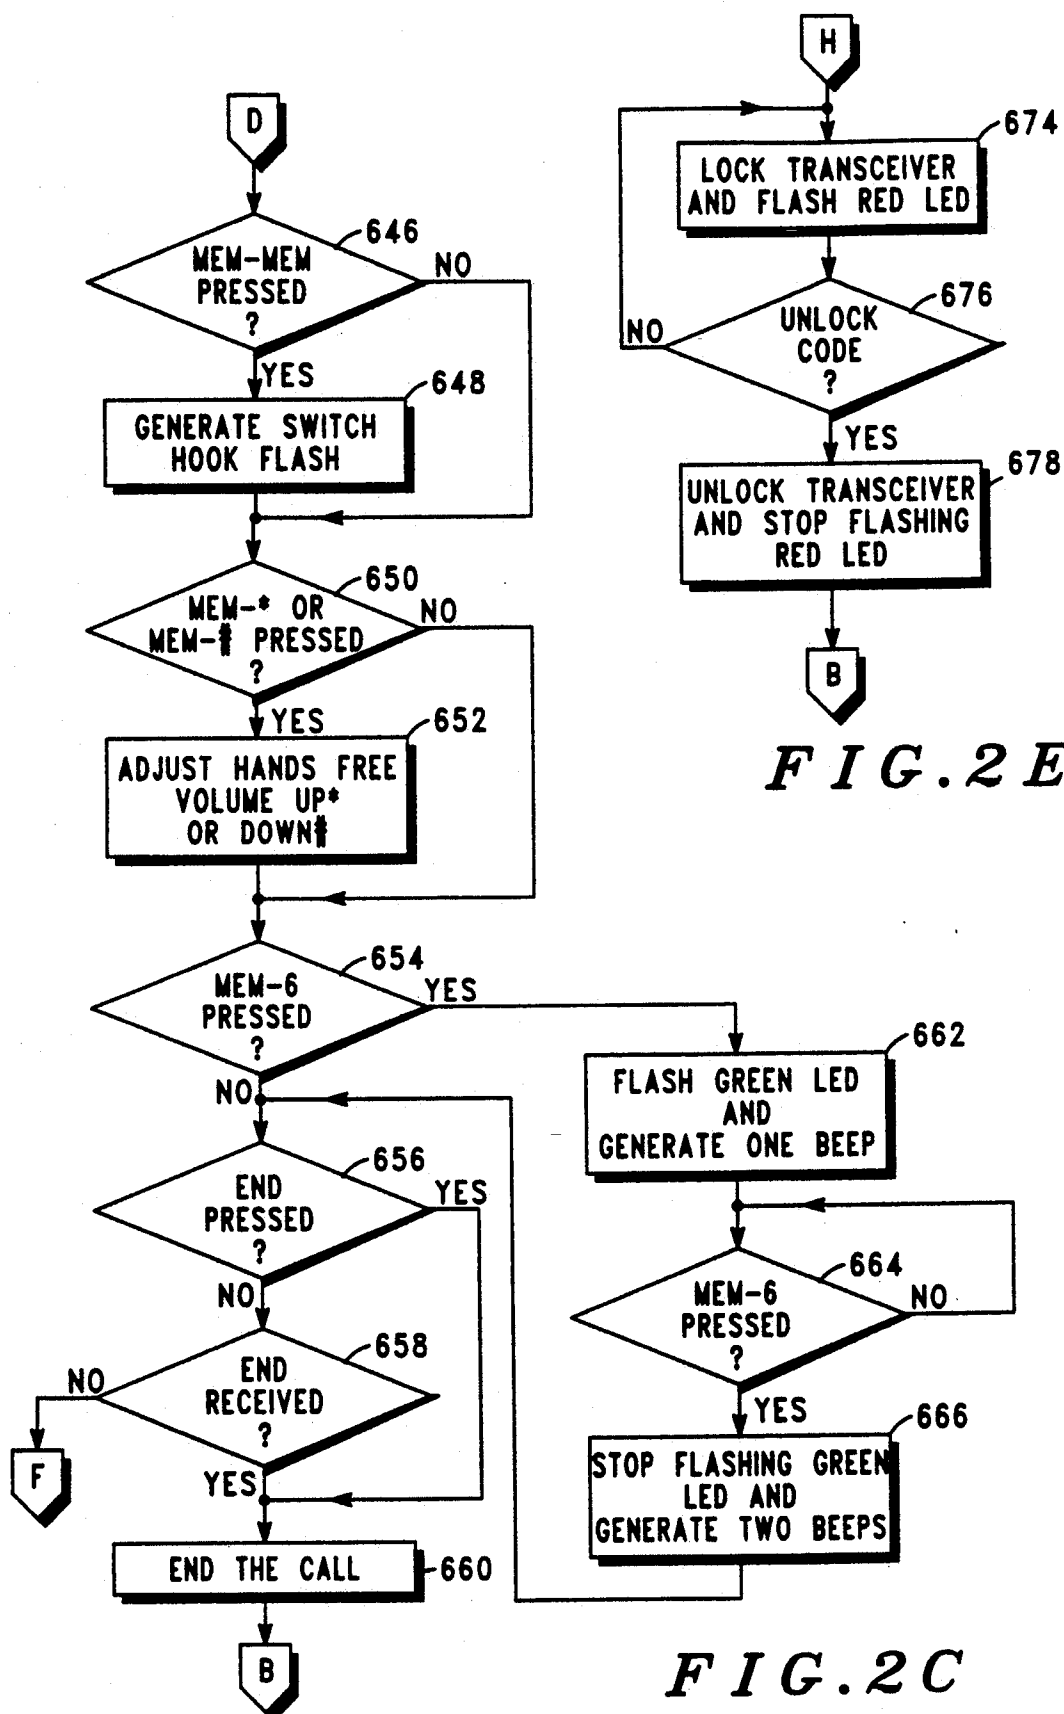 D
646
MEM-MEM
PRESSED
?
NO
YES
648
GENERATE SWITCH
HOOK FLASH
650
MEM-* OR
MEM-# PRESSED
?
NO
YES
652
ADJUST HANDS FREE
VOLUME UP*
OR DOWN#
654
MEM-6
PRESSED
?
YES
NO
656
END
PRESSED
?
YES
NO
658
END
RECEIVED
?
NO
F
YES
END THE CALL
660
B
662
FLASH GREEN LED
AND
GENERATE ONE BEEP
664
MEM-6
PRESSED
?
NO
YES
666
STOP FLASHING GREEN
LED AND
GENERATE TWO BEEPS
FIG.2C
H
674
LOCK TRANSCEIVER
AND FLASH RED LED
676
UNLOCK
CODE
?
NO
YES
678
UNLOCK TRANSCEIVER
AND STOP FLASHING
RED LED
B
FIG.2E